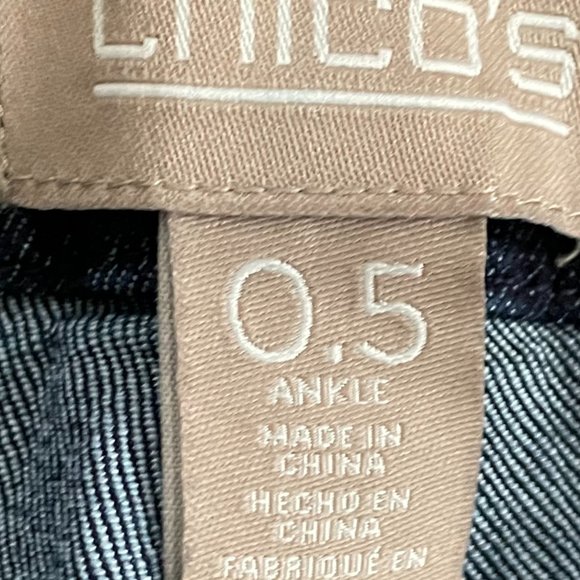 chico's
0.5
ANKLE
MADE IN
CHINA
HECHO EN
CHINA
FABRIQUÉ EN